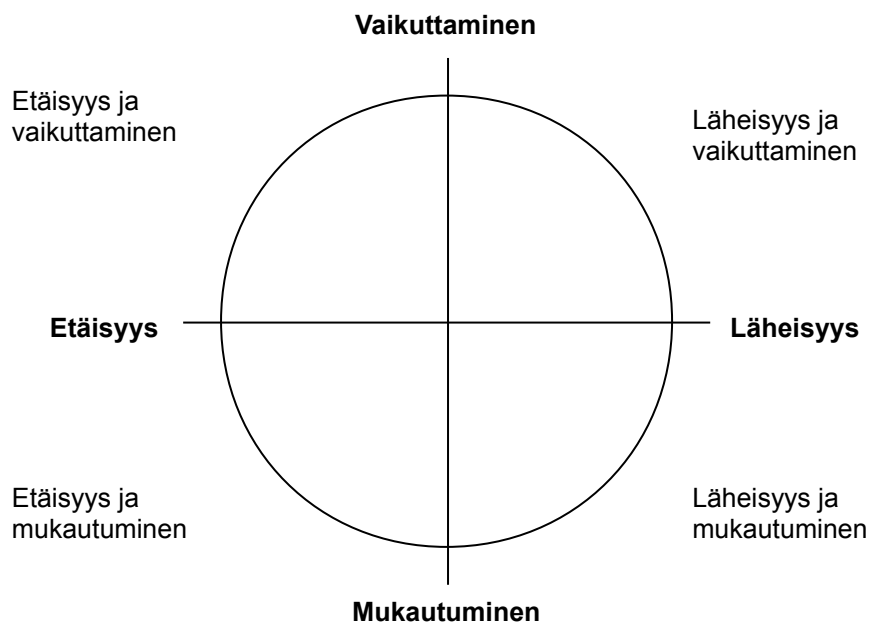 Vaikuttaminen
Etäisyys ja
vaikuttaminen
Läheisyys ja
vaikuttaminen
Etäisyys
Läheisyys
Etäisyys ja
mukautuminen
Läheisyys ja
mukautuminen
Mukautuminen